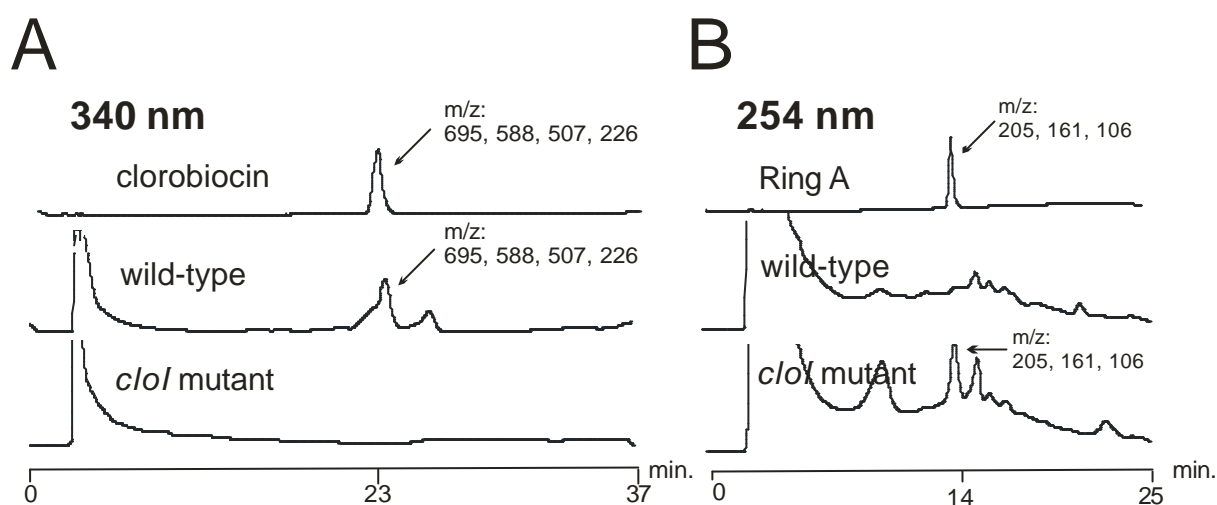 A
340 nm
m/z:
695, 588, 507, 226
clorobiocin
m/z:
695, 588, 507, 226
wild-type
cloI mutant
0
23
37
min.
B
254 nm
m/z:
205, 161, 106
Ring A
wild-type
m/z:
205, 161, 106
cloI mutant
0
14
25
min.